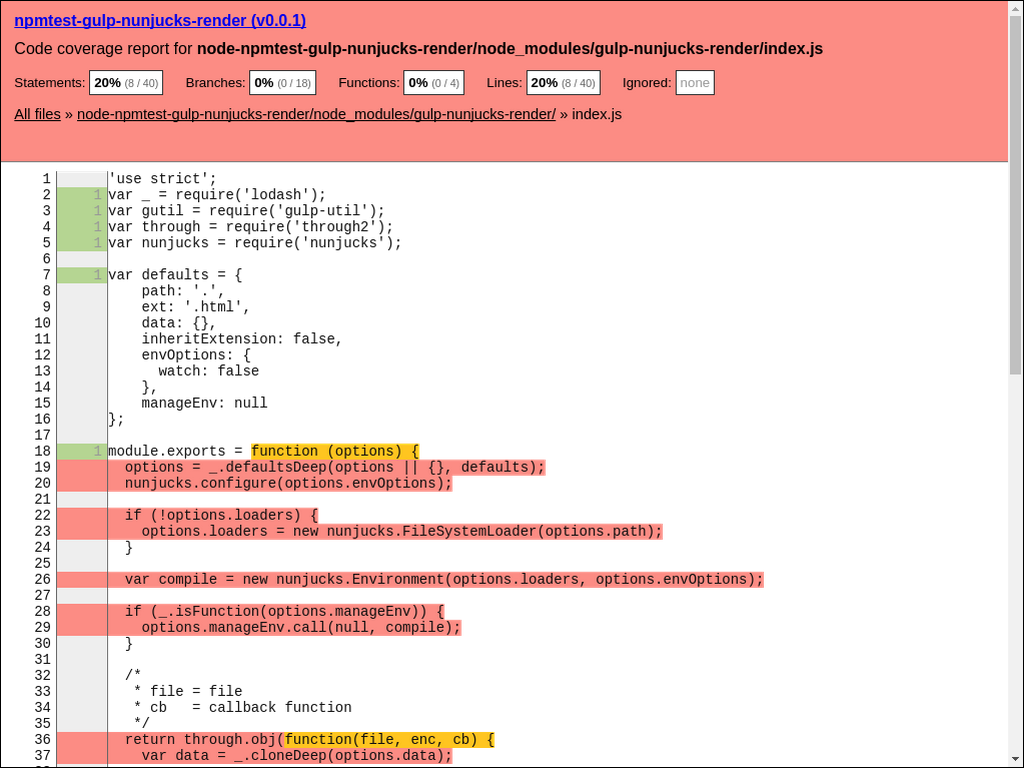 npmtest-gulp-nunjucks-render (v0.0.1)
Code coverage report for node-npmtest-gulp-nunjucks-render/node_modules/gulp-nunjucks-render/index.js
Statements: 20% (8 / 40) Branches: 0% (0 / 18) Functions: 0% (0 / 4) Lines: 20% (8 / 40) Ignored: none
All files » node-npmtest-gulp-nunjucks-render/node_modules/gulp-nunjucks-render/ » index.js
1 'use strict';
2 1 var _ = require('lodash');
3 1 var gutil = require('gulp-util');
4 1 var through = require('through2');
5 1 var nunjucks = require('nunjucks');
6
7 1 var defaults = {
8     path: '.',
9     ext: '.html',
10     data: {},
11     inheritExtension: false,
12     envOptions: {
13       watch: false
14     },
15     manageEnv: null
16 };
17
18 1 module.exports = function (options) {
19   options = _.defaultsDeep(options || {}, defaults);
20   nunjucks.configure(options.envOptions);
21
22   if (!options.loaders) {
23     options.loaders = new nunjucks.FileSystemLoader(options.path);
24   }
25
26   var compile = new nunjucks.Environment(options.loaders, options.envOptions);
27
28   if (_.isFunction(options.manageEnv)) {
29     options.manageEnv.call(null, compile);
30   }
31
32   /*
33    * file = file
34    * cb   = callback function
35    */
36   return through.obj(function(file, enc, cb) {
37     var data = _.cloneDeep(options.data);